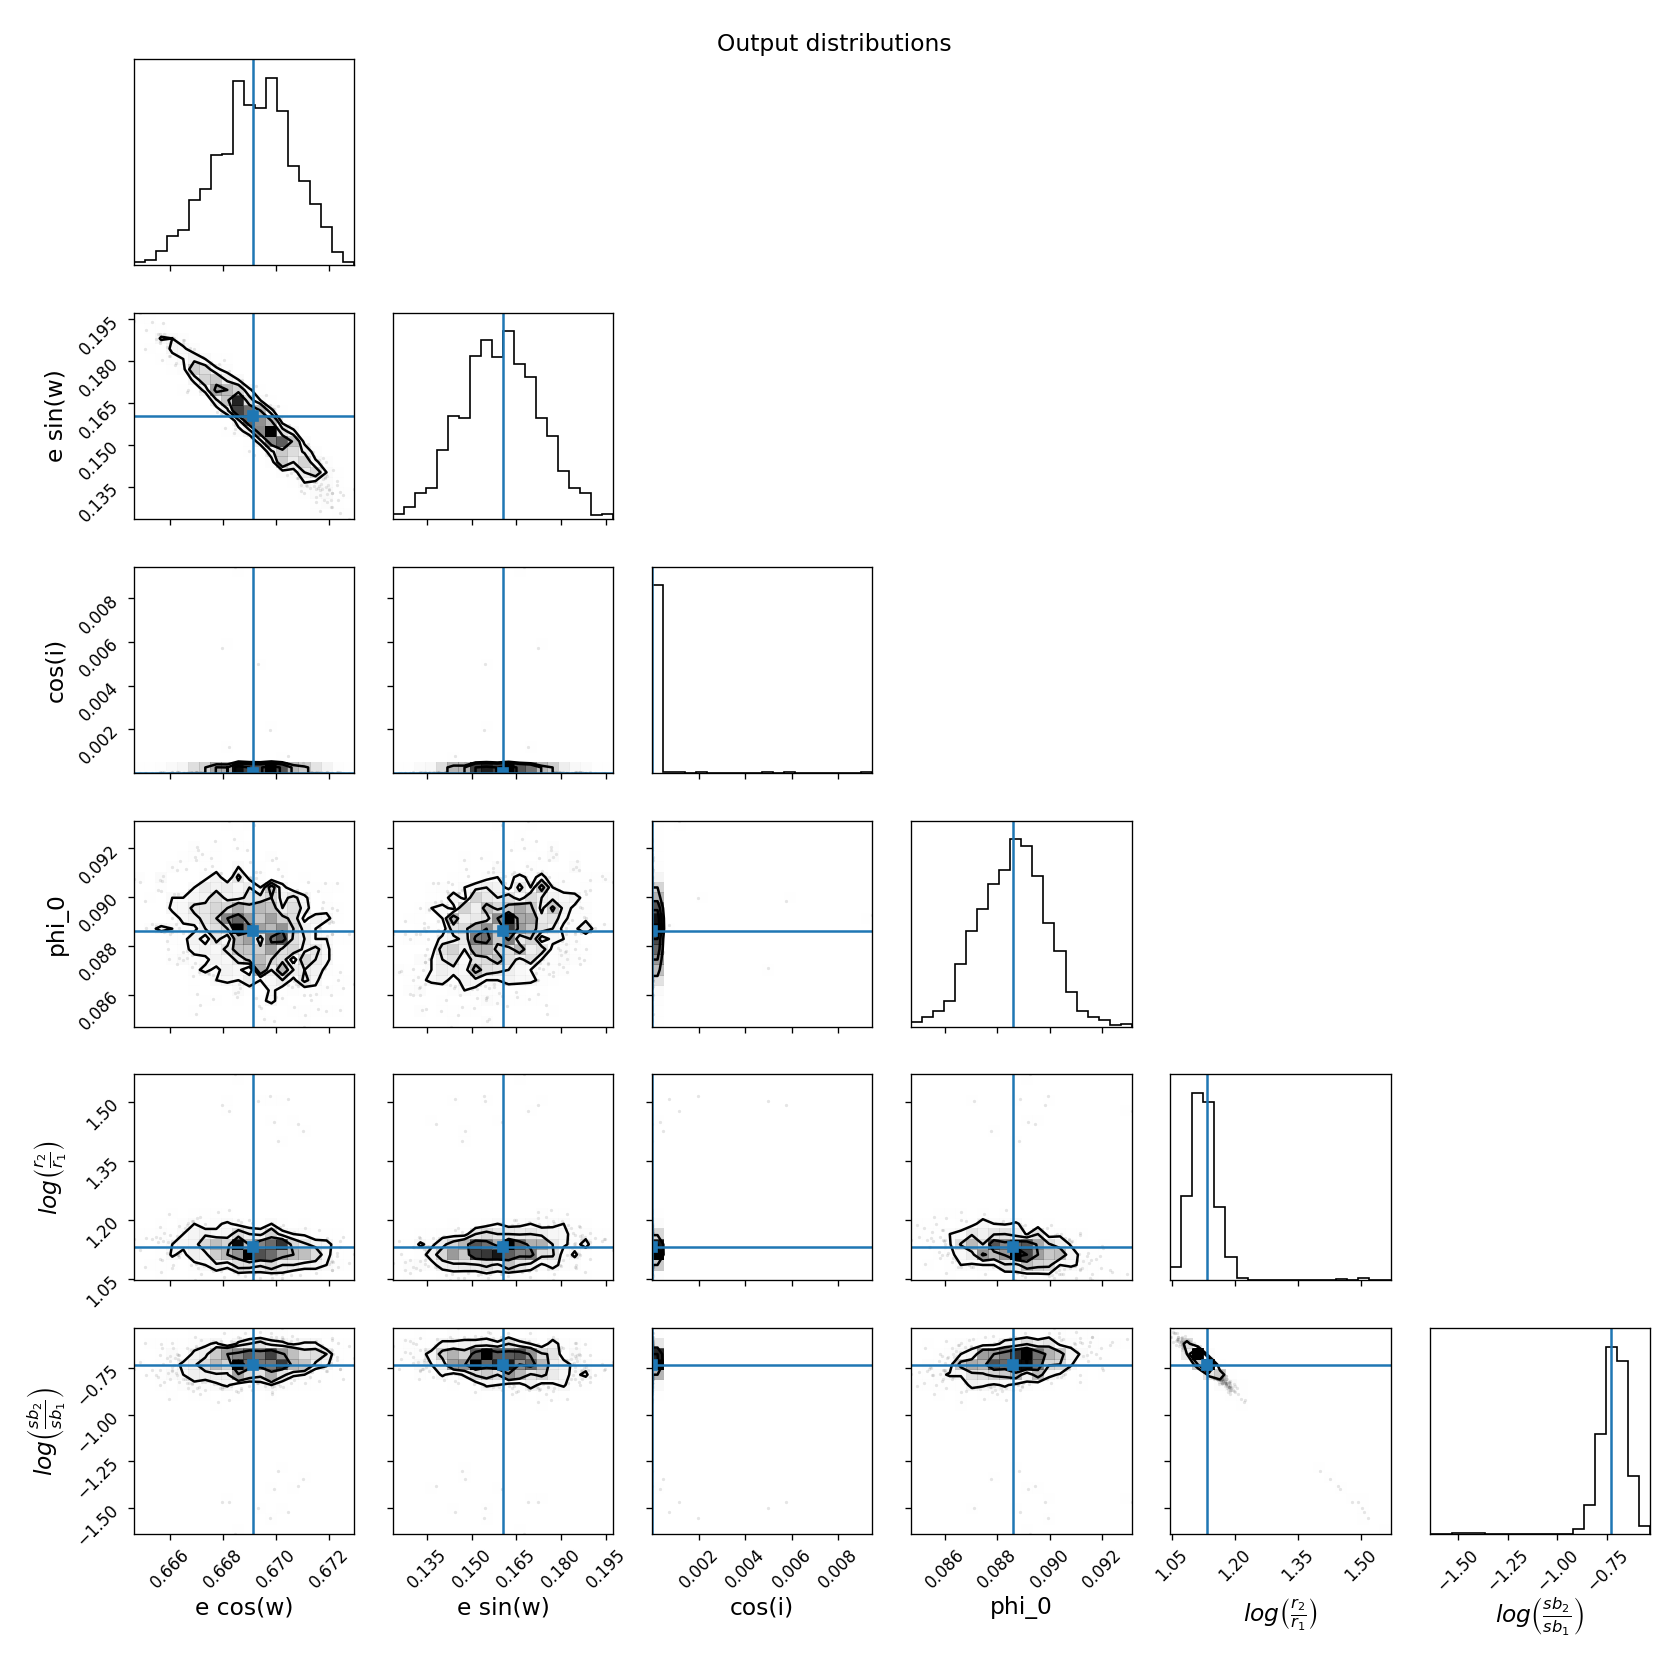 Output distributions
0.195
0.180
0.165
0.150
0.135
e sin(w)
0.008
0.006
0.004
0.002
cos(i)
0.092
0.090
0.088
0.086
phi_0
1.50
1.35
1.20
1.05
log(r₂/r₁)
−0.75
−1.00
−1.25
−1.50
log(sb₂/sb₁)
0.666 0.668 0.670 0.672 0.135 0.150 0.165 0.180 0.195 0.002 0.004 0.006 0.008 0.086 0.088 0.090 0.092 1.05 1.20 1.35 1.50 −1.50 −1.25 −1.00 −0.75
e cos(w) e sin(w) cos(i) phi_0 log(r₂/r₁) log(sb₂/sb₁)